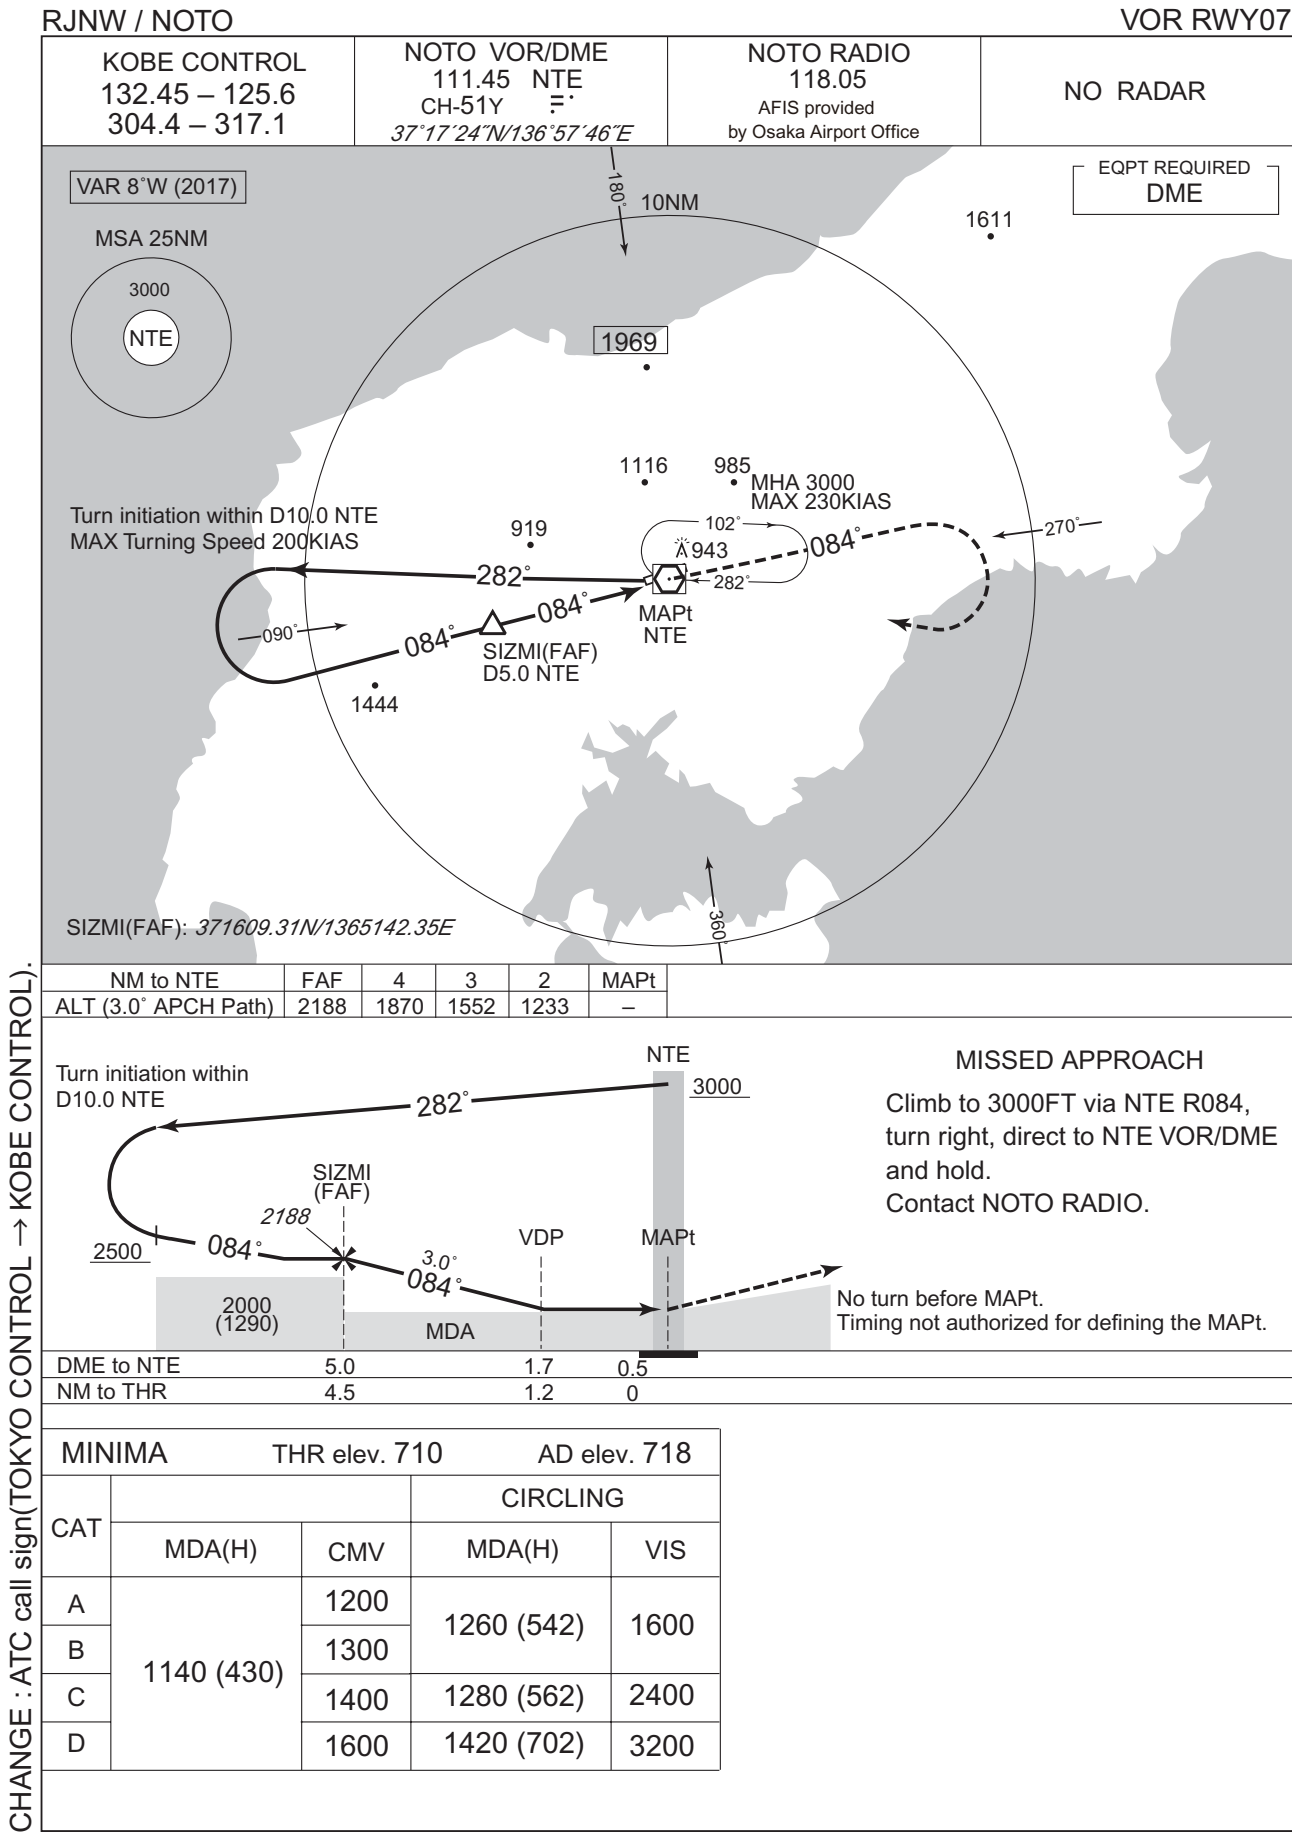 RJNW / NOTO
VOR RWY07
KOBE CONTROL
132.45 – 125.6
304.4 – 317.1
NOTO VOR/DME
111.45 NTE
CH-51Y
37°17´24˝N/136°57´46˝E
NOTO RADIO
118.05
AFIS provided
by Osaka Airport Office
NO RADAR
VAR 8°W (2017)
MSA 25NM
3000
NTE
180°
10NM
EQPT REQUIRED
DME
1611
1969
1116
985
MHA 3000
MAX 230KIAS
Turn initiation within D10.0 NTE
MAX Turning Speed 200KIAS
919
102°
943
084°
270°
282°
282°
MAPt
NTE
090°
084°
084°
SIZMI(FAF)
D5.0 NTE
1444
360°
SIZMI(FAF): 371609.31N/1365142.35E
NM to NTE FAF 4 3 2 MAPt
ALT (3.0° APCH Path) 2188 1870 1552 1233 –
Turn initiation within
D10.0 NTE
282°
NTE
3000
SIZMI
(FAF)
2188
2500
084°
3.0°
084°
VDP
MAPt
2000
(1290)
MDA
MISSED APPROACH
Climb to 3000FT via NTE R084,
turn right, direct to NTE VOR/DME
and hold.
Contact NOTO RADIO.
No turn before MAPt.
Timing not authorized for defining the MAPt.
DME to NTE 5.0 1.7 0.5
NM to THR 4.5 1.2 0
MINIMA THR elev. 710 AD elev. 718
CAT
CIRCLING
MDA(H) CMV MDA(H) VIS
A 1200
1260 (542) 1600
B 1300
1140 (430)
C 1400 1280 (562) 2400
D 1600 1420 (702) 3200
CHANGE : ATC call sign(TOKYO CONTROL → KOBE CONTROL).